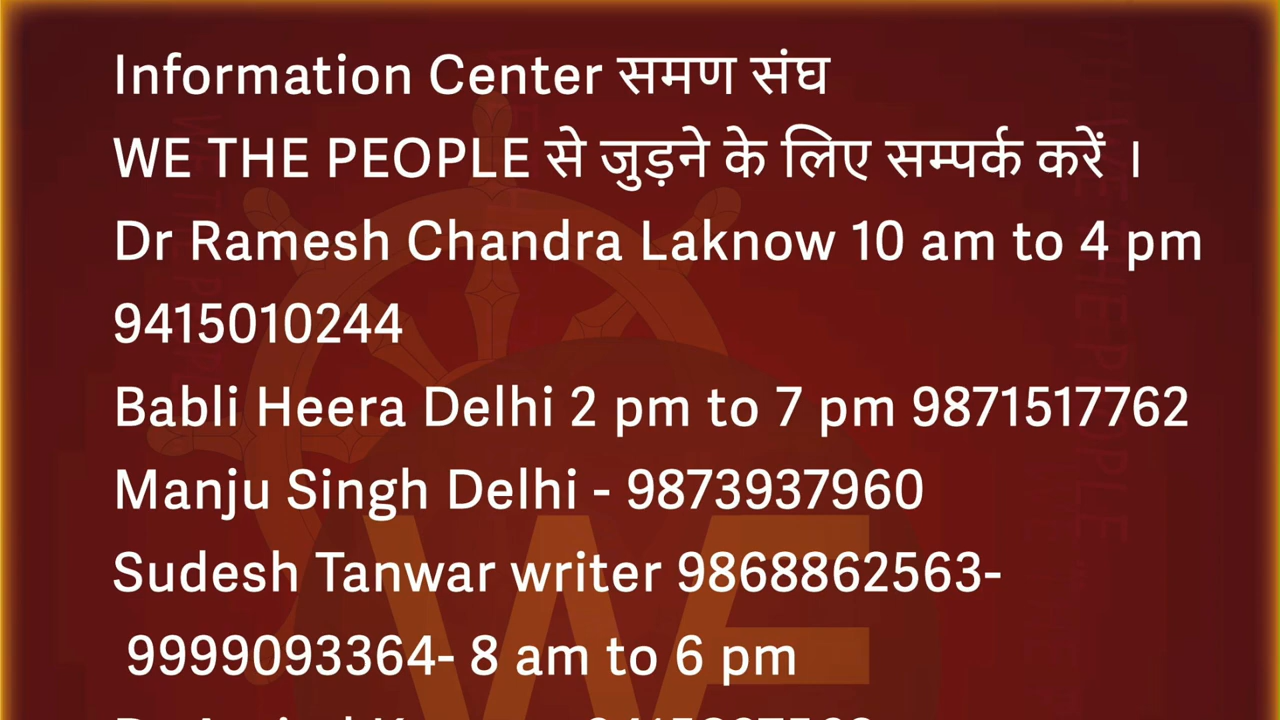 Information Center समण संघ
WE THE PEOPLE से जुड़ने के लिए सम्पर्क करें ।
Dr Ramesh Chandra Laknow 10 am to 4 pm
9415010244
Babli Heera Delhi 2 pm to 7 pm 9871517762
Manju Singh Delhi - 9873937960
Sudesh Tanwar writer 9868862563-
9999093364- 8 am to 6 pm
WE